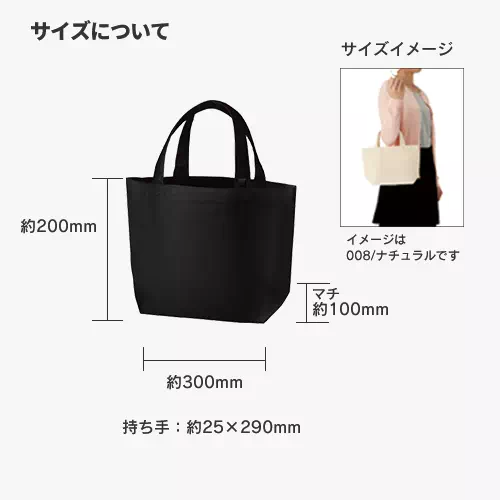 サイズについて
サイズイメージ
約200mm
イメージは
008/ナチュラルです
マチ
約100mm
約300mm
持ち手：約25×290mm